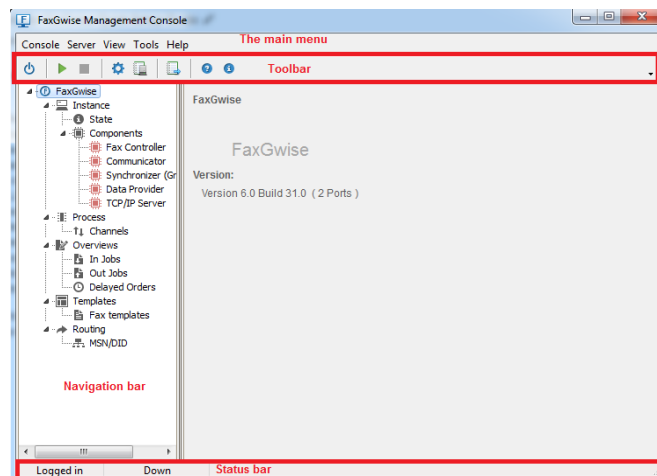 FaxGwise Management Console
Console Server View Tools Help
The main menu
Toolbar
FaxGwise
Instance
State
Components
Fax Controller
Communicator
Synchronizer (Gr
Data Provider
TCP/IP Server
Process
Channels
Overviews
In Jobs
Out Jobs
Delayed Orders
Templates
Fax templates
Routing
MSN/DID
Navigation bar
FaxGwise
FaxGwise
Version:
Version 6.0 Build 31.0 ( 2 Ports )
Logged in Down Status bar